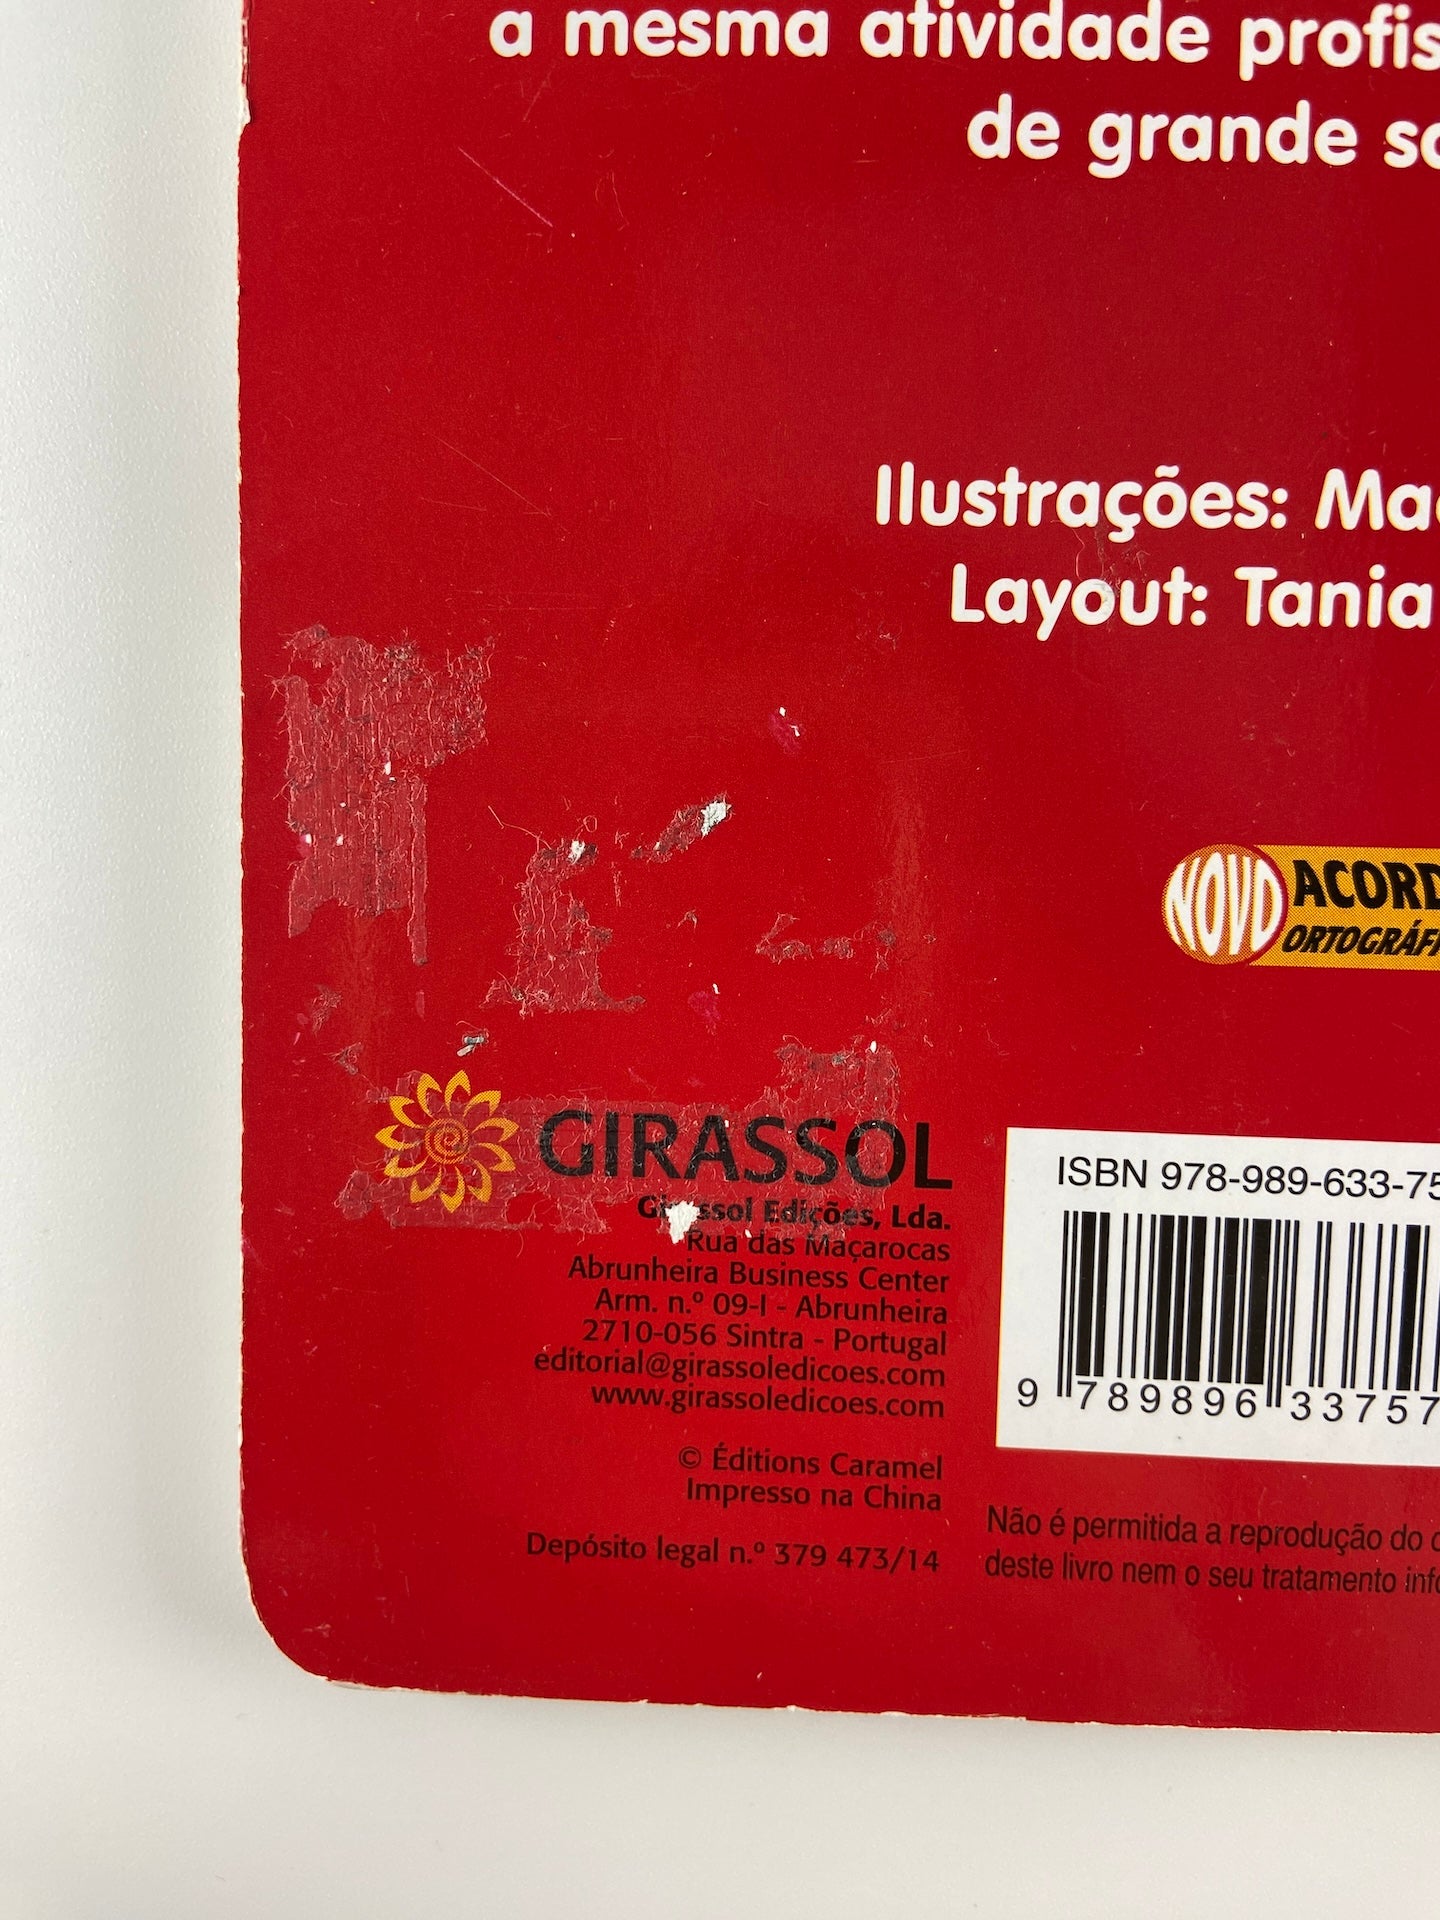 a mesma atividade profis
de grande so
Ilustrações: Mac
Layout: Tania
NOVO ACORD
ORTOGRÁFI
GIRASSOL
Girassol Edições, Lda.
Rua das Maçarocas
Abrunheira Business Center
Arm. n.º 09-I - Abrunheira
2710-056 Sintra - Portugal
editorial@girassoledicoes.com
www.girassoledicoes.com
© Éditions Caramel
Impresso na China
Depósito legal n.º 379 473/14
ISBN 978-989-633-75
9 789896 33757
Não é permitida a reprodução do c
deste livro nem o seu tratamento info